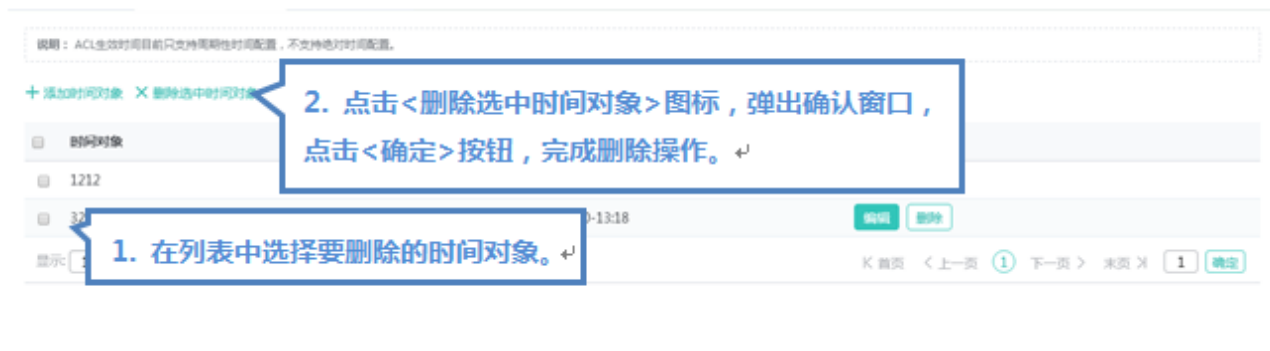 说明： ACL生效时间目前只支持周期性时间配置，不支持绝对时间配置。
+ 添加时间对象 × 删除选中时间对象
2. 点击<删除选中时间对象>图标，弹出确认窗口，
点击<确定>按钮，完成删除操作。
时间对象
1212
32
-13:18 编辑 删除
1. 在列表中选择要删除的时间对象。
显示: 首页 上一页 1 下一页 末页 1 确定